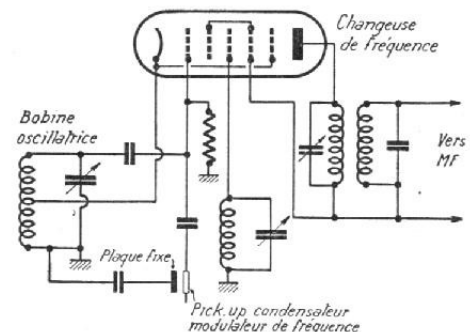 Changeuse
de fréquence
Bobine
oscillatrice
Vers
MF
Plaque fixe
Pick.up condensateur
modulateur de fréquence